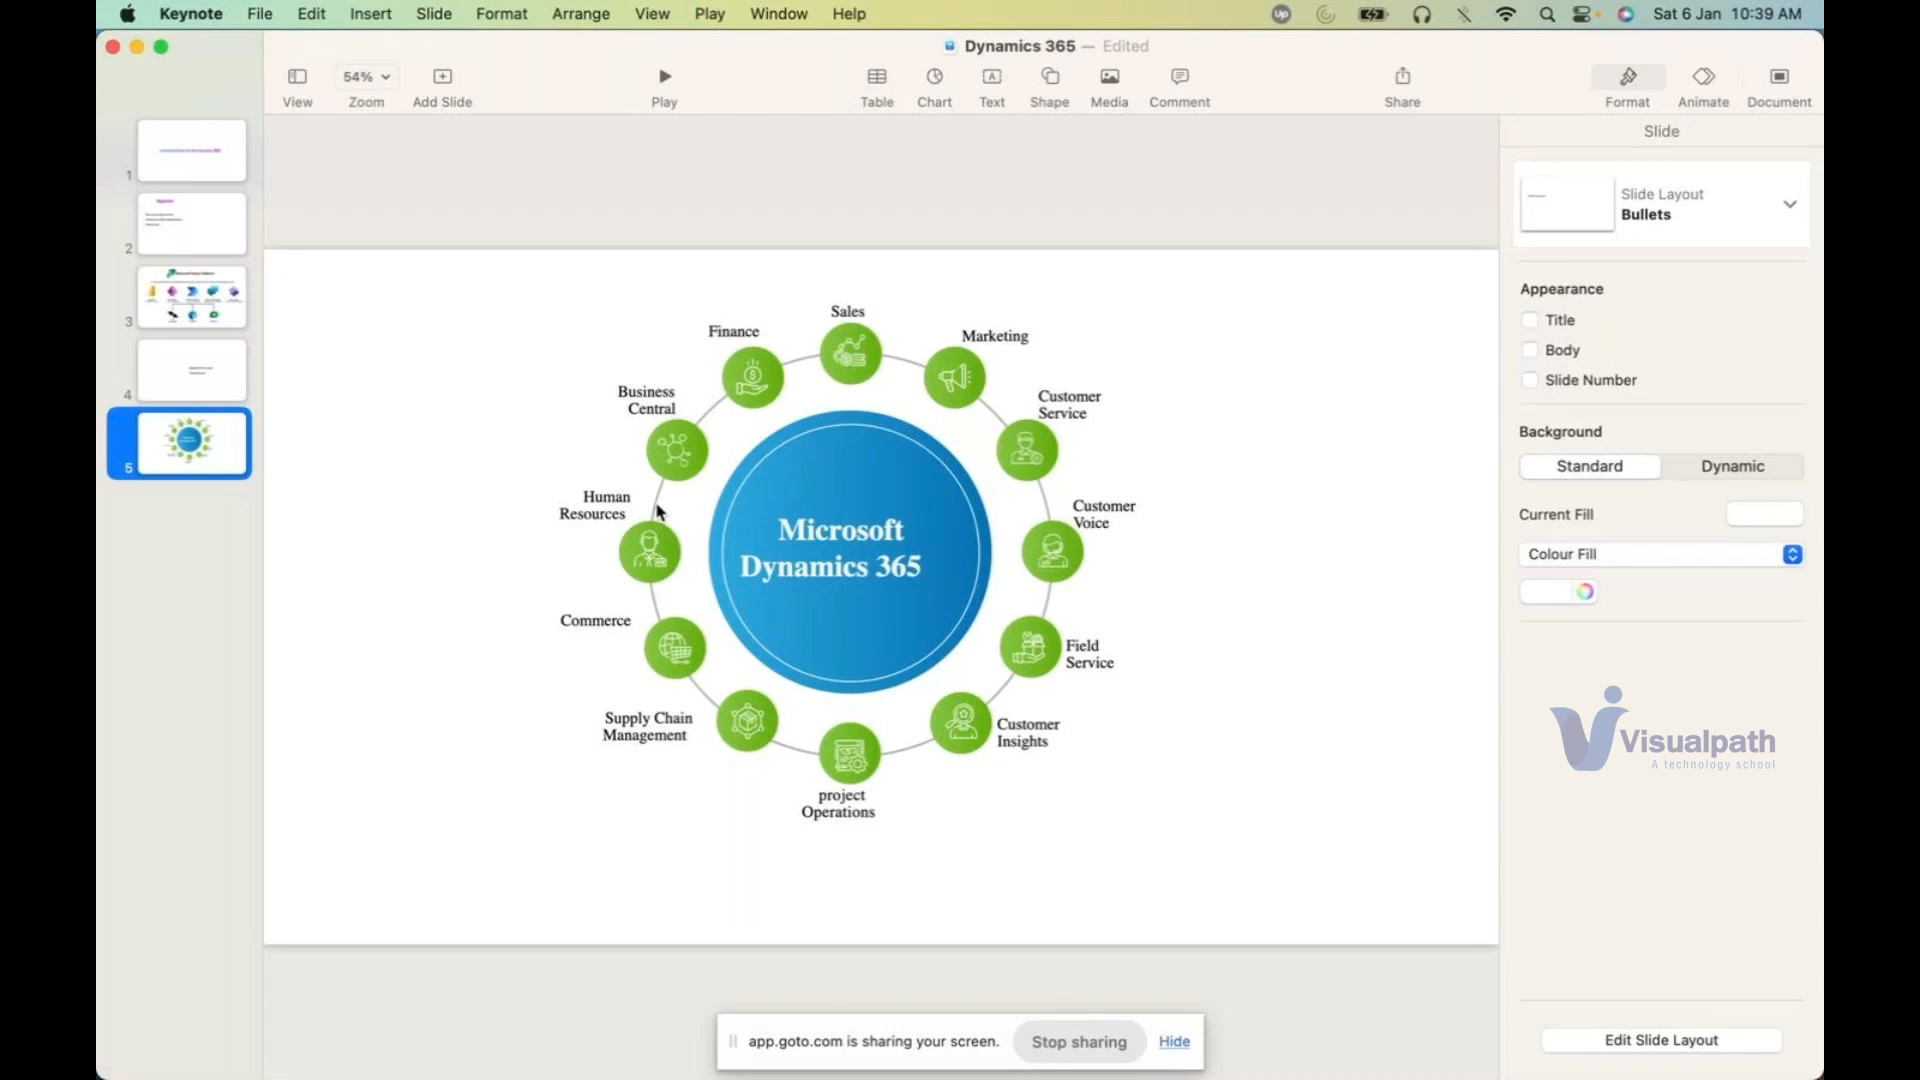 Keynote File Edit Insert Slide Format Arrange View Play Window Help Up Sat 6 Jan 10:39 AM
Dynamics 365 — Edited
54%
View Zoom Add Slide Play Table Chart Text Shape Media Comment Share Format Animate Document
1
2
3
4
5
Sales
Finance
Marketing
Business
Central
Customer
Service
Human
Resources
Customer
Voice
Microsoft
Dynamics 365
Commerce
Field
Service
Supply Chain
Management
Customer
Insights
project
Operations
Slide
Slide Layout
Bullets
Appearance
Title
Body
Slide Number
Background
Standard Dynamic
Current Fill
Colour Fill
Visualpath
A technology school
Edit Slide Layout
app.goto.com is sharing your screen. Stop sharing Hide